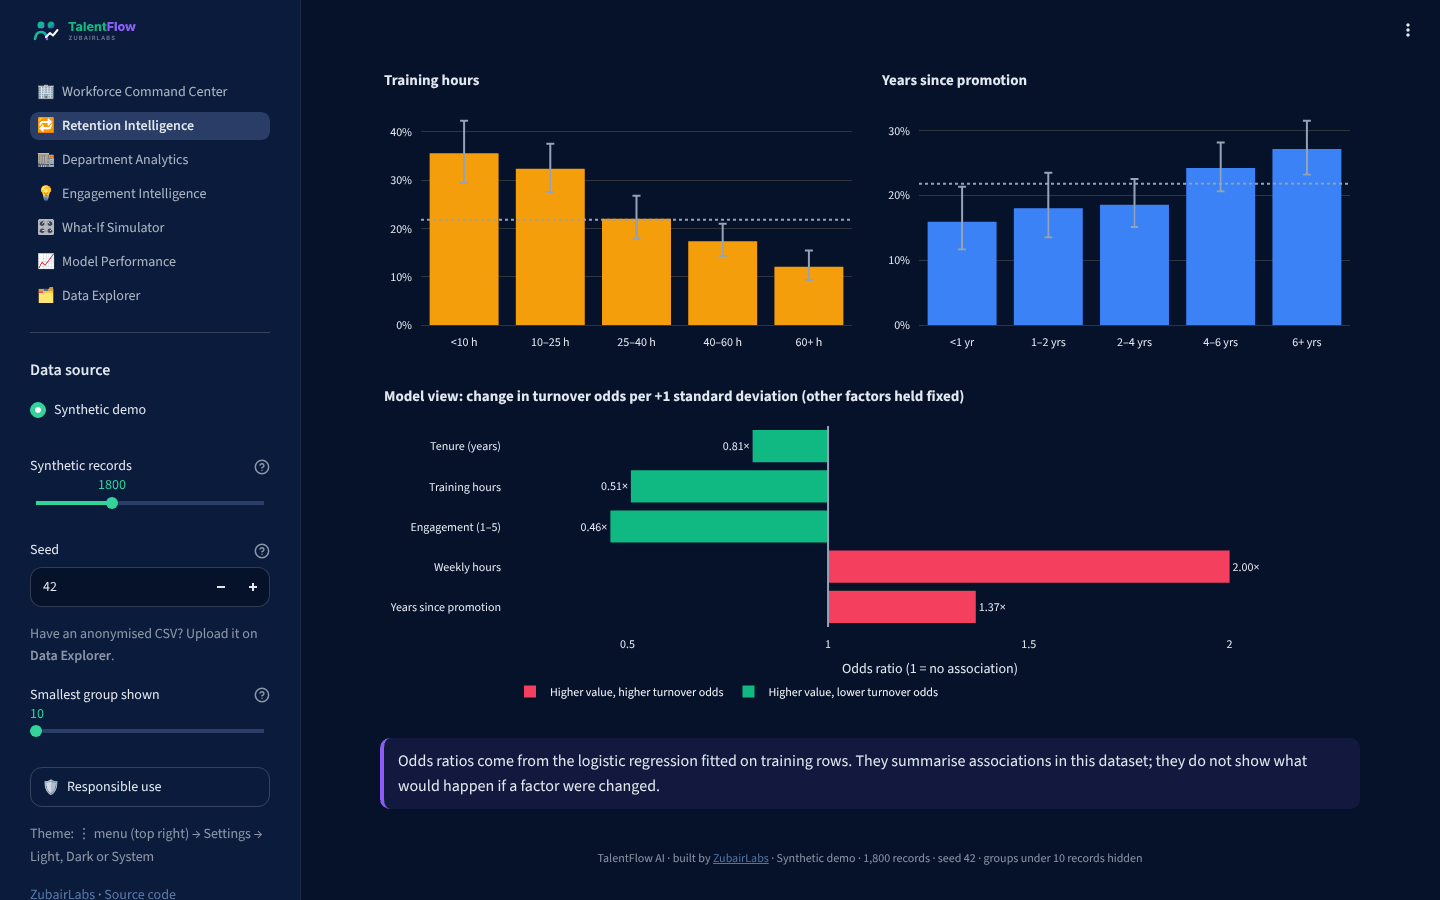 TalentFlow
ZUBAIRLABS
Workforce Command Center
Retention Intelligence
Department Analytics
Engagement Intelligence
What-If Simulator
Model Performance
Data Explorer
Data source
Synthetic demo
Synthetic records
1800
Seed
42
Have an anonymised CSV? Upload it on
Data Explorer.
Smallest group shown
10
Responsible use
Theme: ⋮ menu (top right) → Settings →
Light, Dark or System
ZubairLabs · Source code
Training hours
40%
30%
20%
10%
0%
<10 h
10–25 h
25–40 h
40–60 h
60+ h
Years since promotion
30%
20%
10%
0%
<1 yr
1–2 yrs
2–4 yrs
4–6 yrs
6+ yrs
Model view: change in turnover odds per +1 standard deviation (other factors held fixed)
Tenure (years)
0.81×
Training hours
0.51×
Engagement (1–5)
0.46×
Weekly hours
2.00×
Years since promotion
1.37×
0.5
1
1.5
2
Odds ratio (1 = no association)
Higher value, higher turnover odds
Higher value, lower turnover odds
Odds ratios come from the logistic regression fitted on training rows. They summarise associations in this dataset; they do not show what
would happen if a factor were changed.
TalentFlow AI · built by ZubairLabs · Synthetic demo · 1,800 records · seed 42 · groups under 10 records hidden